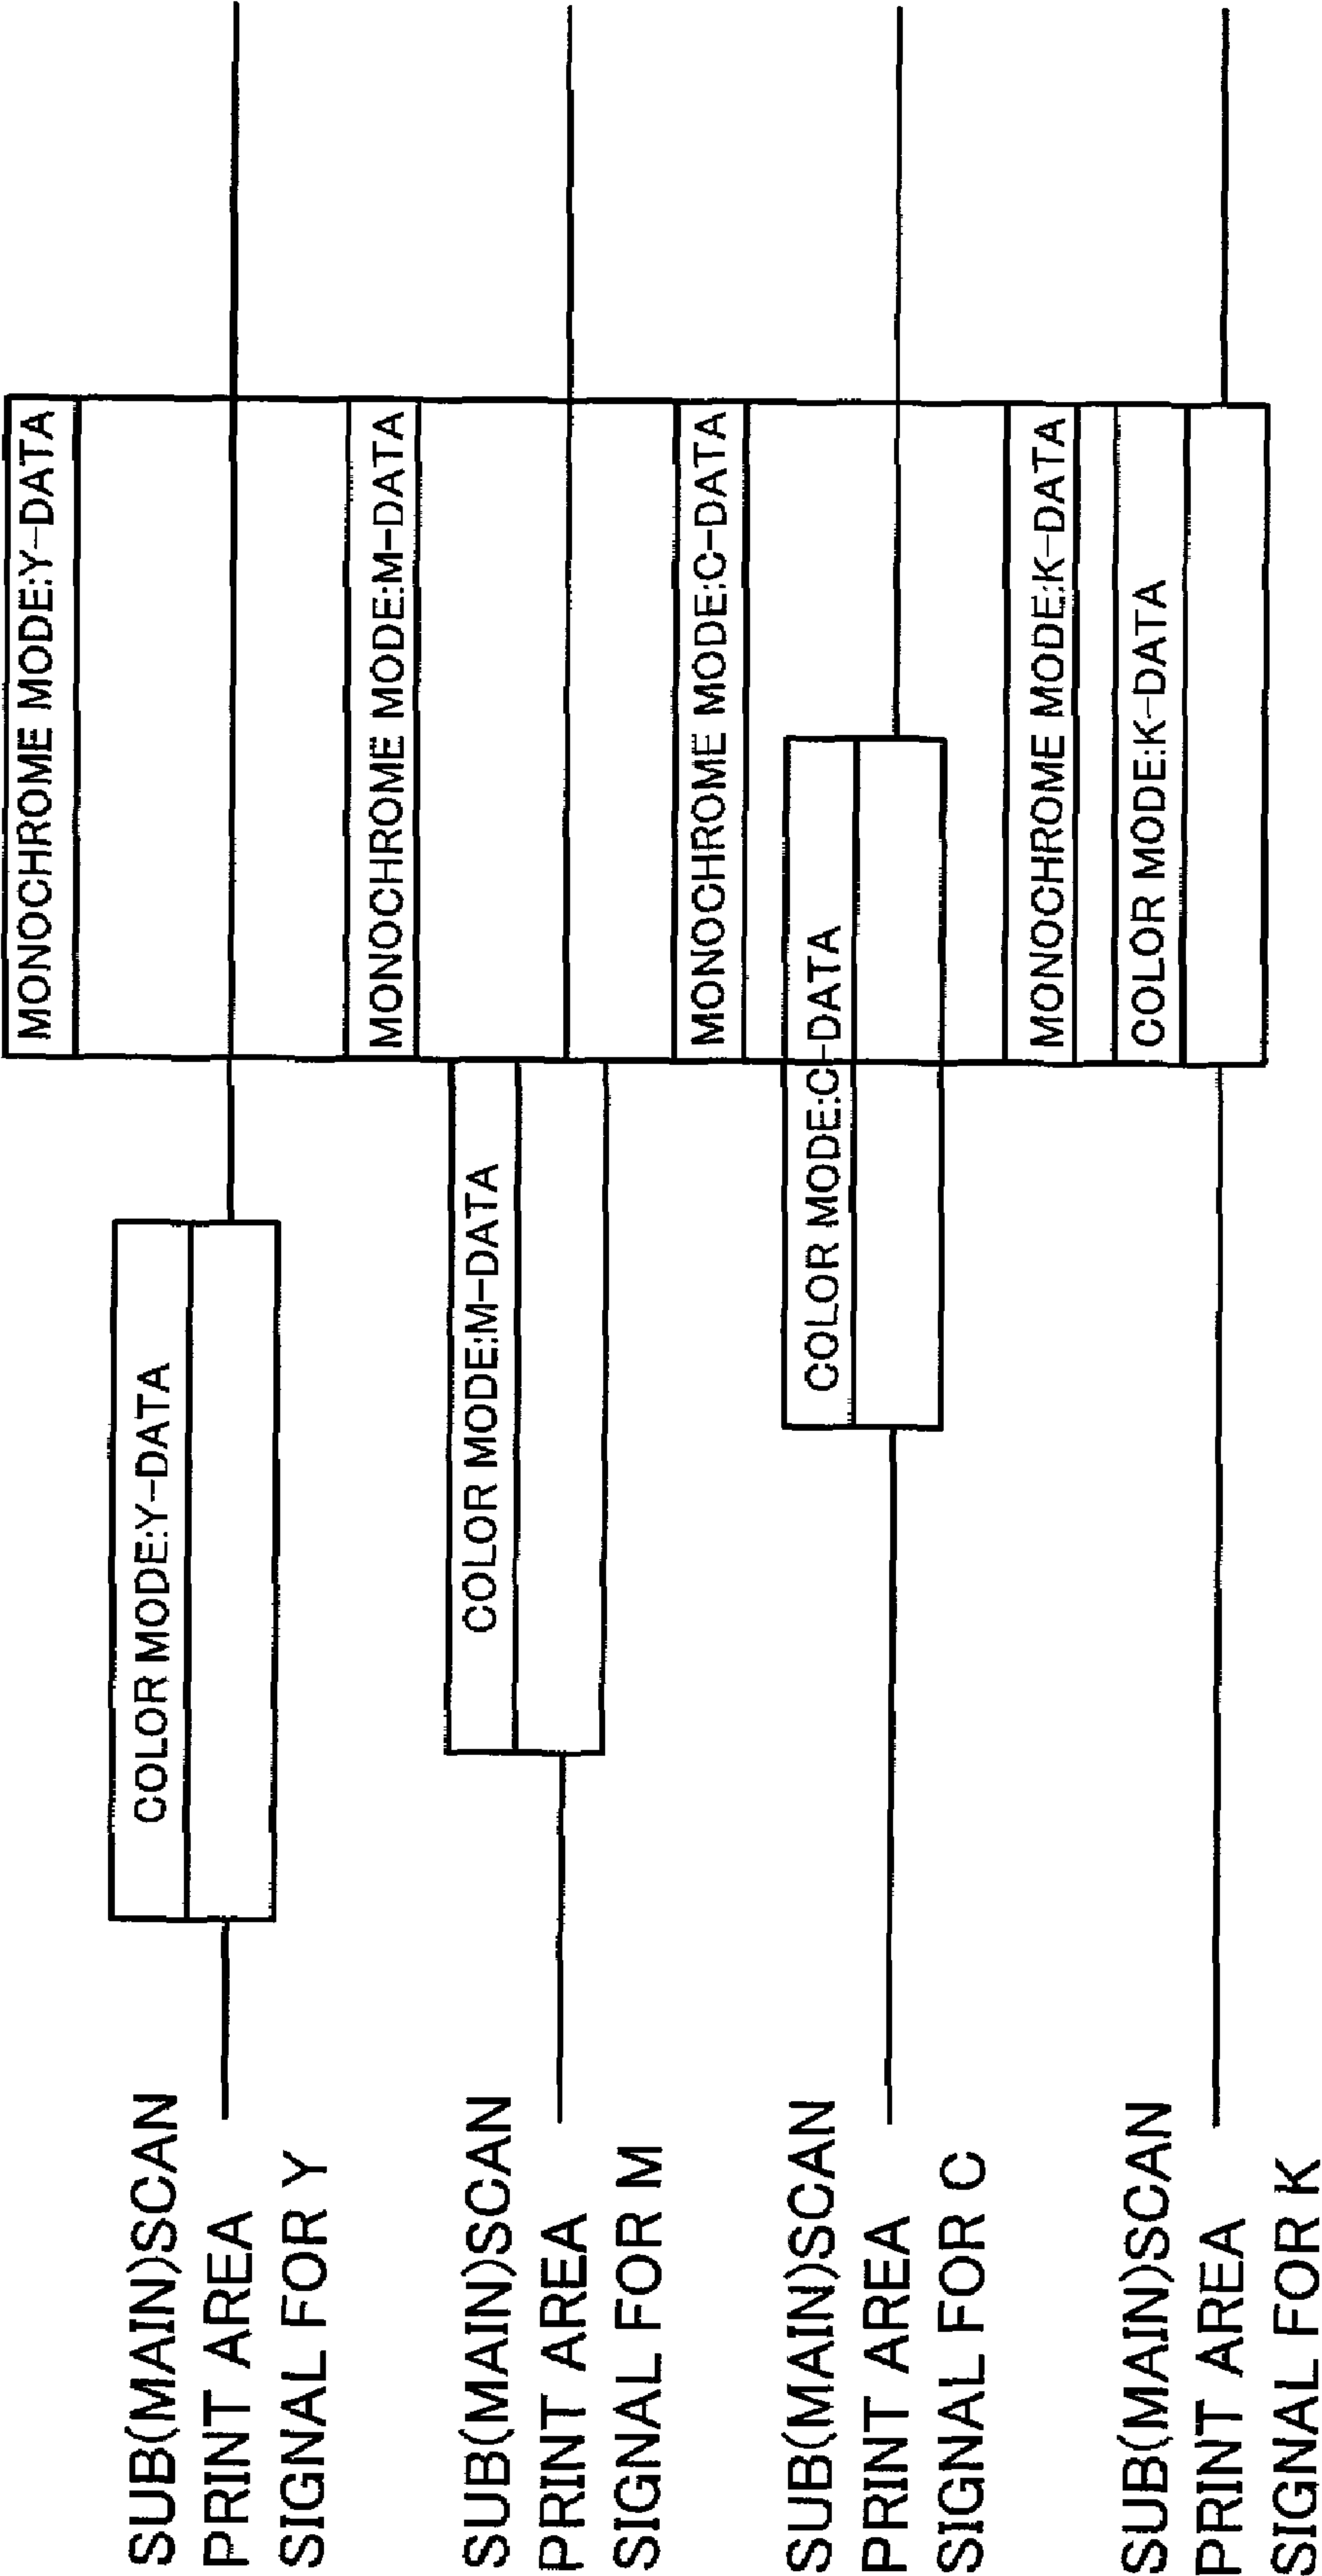 MONOCHROME MODE:Y-DATA
COLOR MODE:Y-DATA
SUB(MAIN)SCAN
PRINT AREA
SIGNAL FOR Y
MONOCHROME MODE:M-DATA
COLOR MODE:M-DATA
SUB(MAIN)SCAN
PRINT AREA
SIGNAL FOR M
MONOCHROME MODE:C-DATA
COLOR MODE:C-DATA
SUB(MAIN)SCAN
PRINT AREA
SIGNAL FOR C
MONOCHROME MODE:K-DATA
COLOR MODE:K-DATA
SUB(MAIN)SCAN
PRINT AREA
SIGNAL FOR K